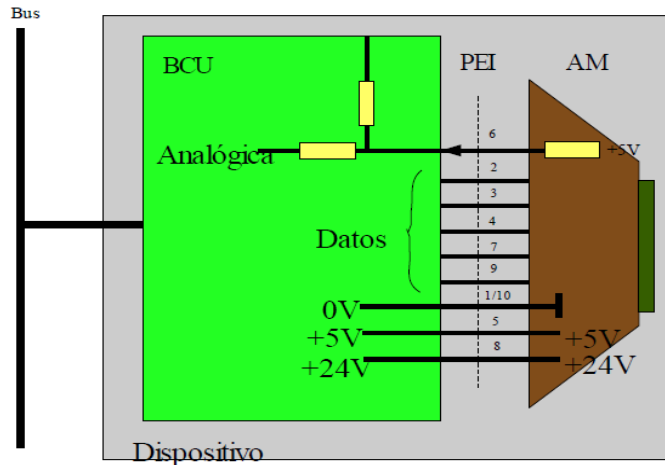 Bus
BCU
PEI
AM
6
Analógica
+5V
2
3
4
Datos
7
9
1/10
0V
5
+5V
+5V
8
+24V
+24V
Dispositivo